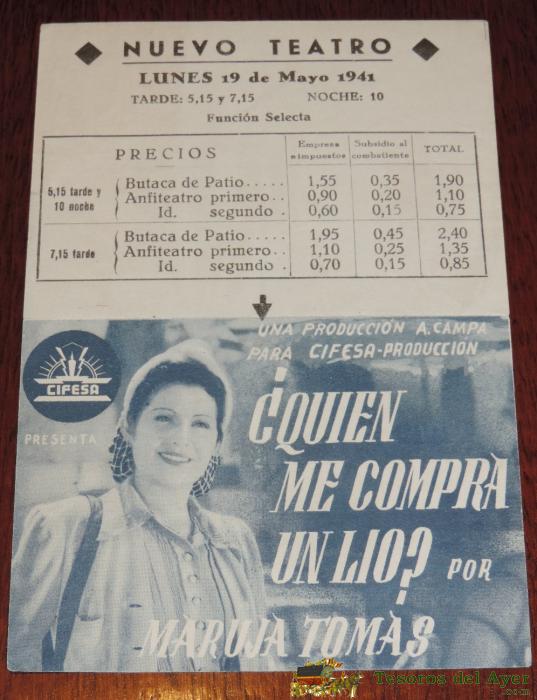 NUEVO TEATRO
LUNES 19 de Mayo 1941
TARDE: 5,15 y 7,15 NOCHE: 10
Función Selecta
PRECIOS Empresa e impuestos Subsidio al combatiente TOTAL
5,15 tarde y 10 noche
Butaca de Patio..... 1,55 0,35 1,90
Anfiteatro primero.. 0,90 0,20 1,10
Id. segundo . 0,60 0,15 0,75
7,15 tarde
Butaca de Patio..... 1,95 0,45 2,40
Anfiteatro primero.. 1,10 0,25 1,35
Id. segundo . 0,70 0,15 0,85
UNA PRODUCCIÓN A. CAMPA
PARA CIFESA-PRODUCCIÓN
CIFESA
PRESENTA
¿QUIEN
ME COMPRA
UN LIO? POR
MARUJA TOMÀS
Tesoros del Ayer
.com